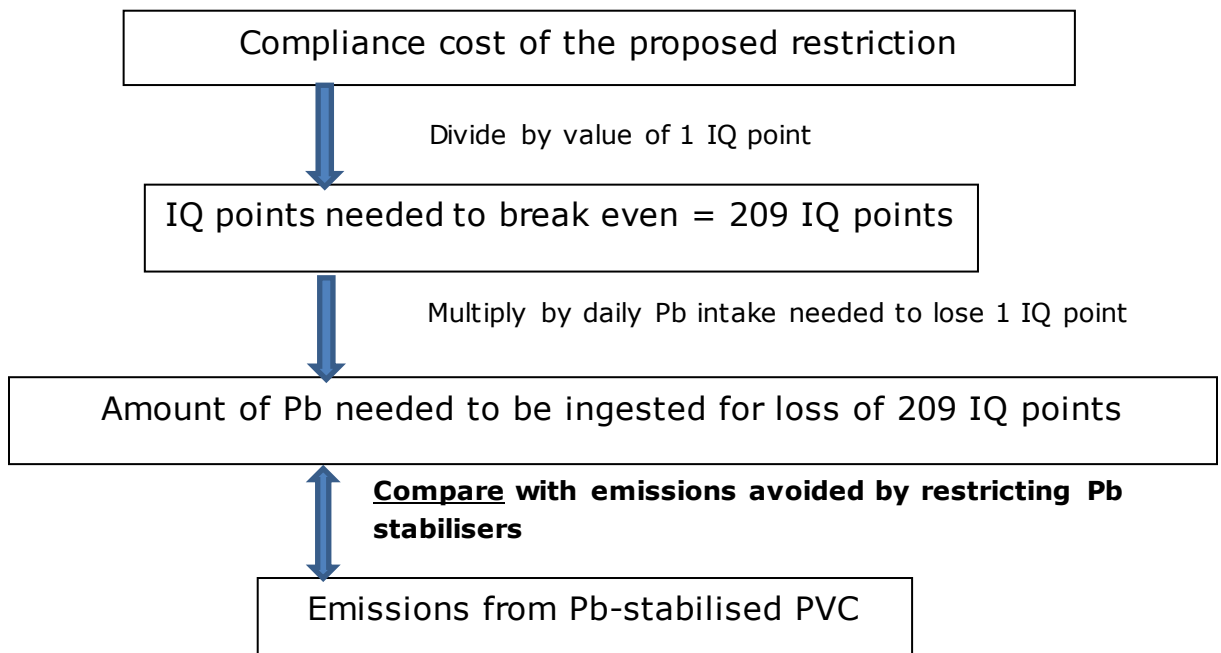 Compliance cost of the proposed restriction
Divide by value of 1 IQ point
IQ points needed to break even = 209 IQ points
Multiply by daily Pb intake needed to lose 1 IQ point
Amount of Pb needed to be ingested for loss of 209 IQ points
Compare with emissions avoided by restricting Pb
stabilisers
Emissions from Pb-stabilised PVC